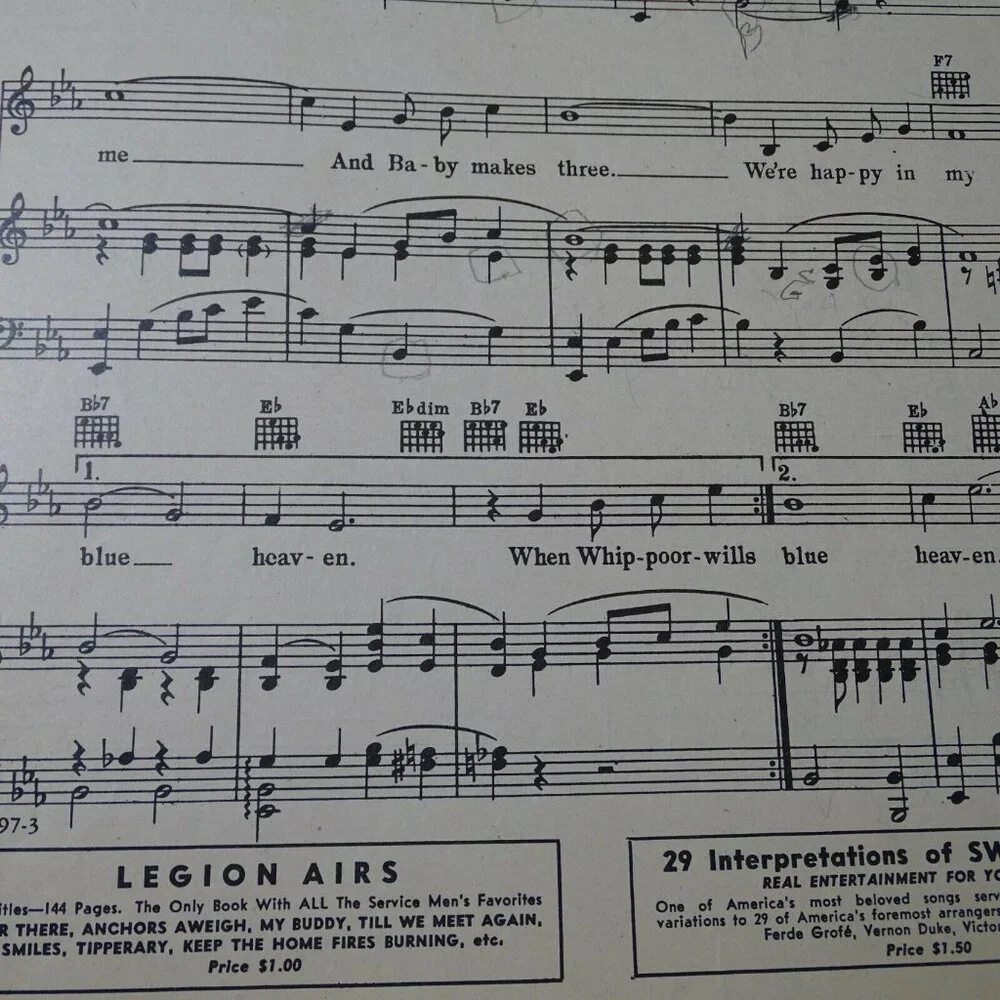 F7
me And Ba-by makes three. We're hap-py in my
Bb7 Eb Ebdim Bb7 Eb Bb7 Eb Ab
1. 2.
blue heav-en. When Whip-poor-wills blue heav-en.
97-3
LEGION AIRS
itles—144 Pages. The Only Book With ALL The Service Men's Favorites
R THERE, ANCHORS AWEIGH, MY BUDDY, TILL WE MEET AGAIN,
SMILES, TIPPERARY, KEEP THE HOME FIRES BURNING, etc.
Price $1.00
29 Interpretations of SW
REAL ENTERTAINMENT FOR YO
One of America's most beloved songs serv
variations to 29 of America's foremost arrangers
Ferde Grofé, Vernon Duke, Victor
Price $1.50